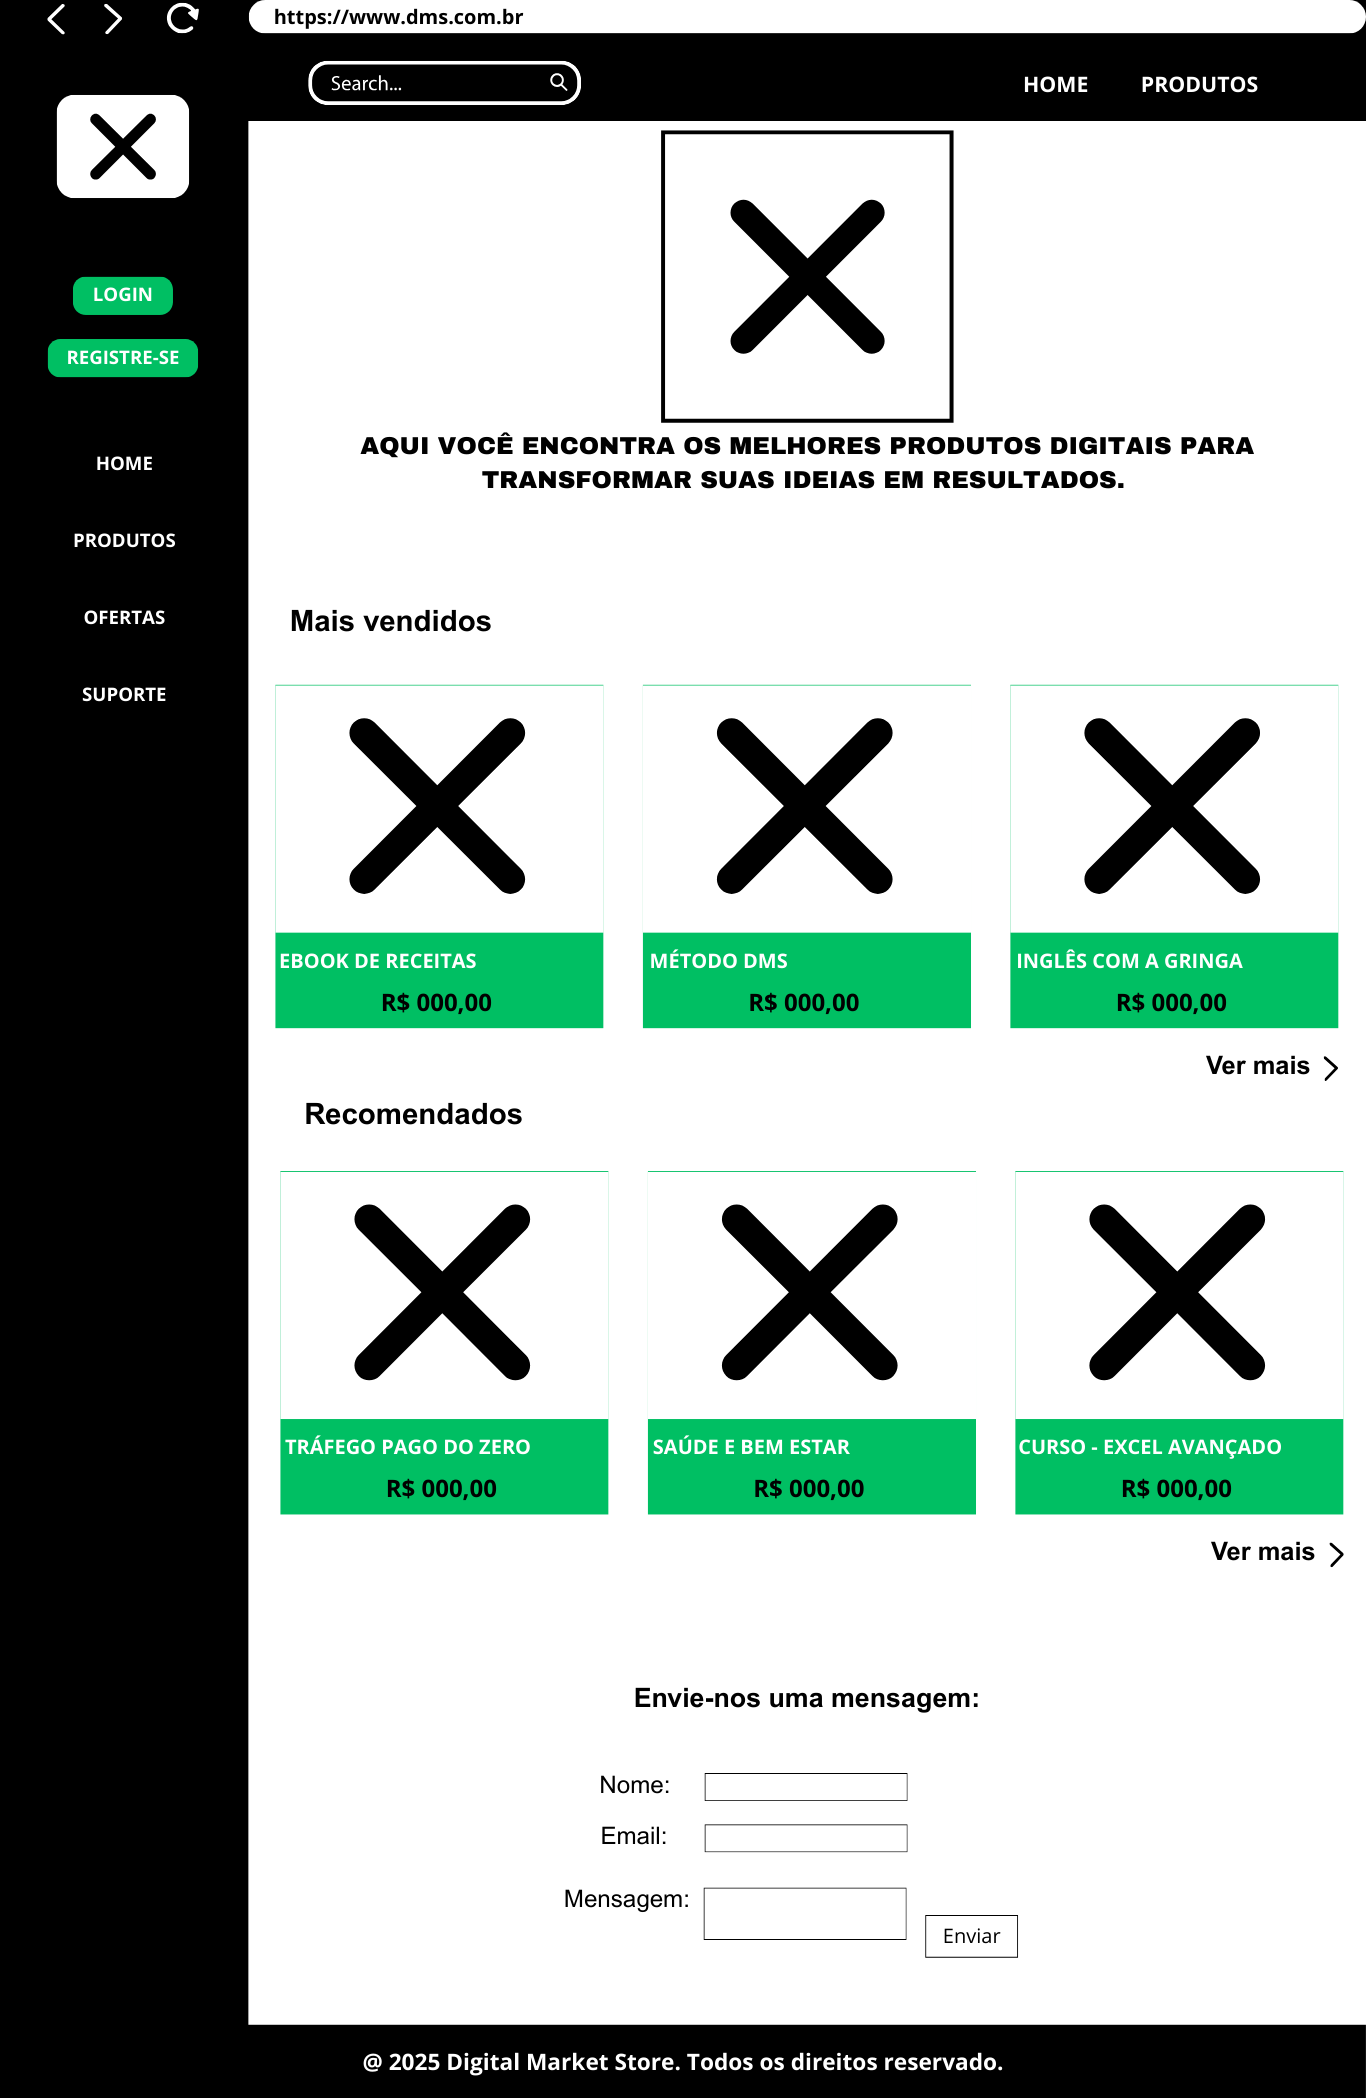 https://www.dms.com.br
Search...
HOME
PRODUTOS
LOGIN
REGISTRE-SE
HOME
PRODUTOS
OFERTAS
SUPORTE
AQUI VOCÊ ENCONTRA OS MELHORES PRODUTOS DIGITAIS PARA
TRANSFORMAR SUAS IDEIAS EM RESULTADOS.
Mais vendidos
EBOOK DE RECEITAS
R$ 000,00
MÉTODO DMS
R$ 000,00
INGLÊS COM A GRINGA
R$ 000,00
Ver mais
Recomendados
TRÁFEGO PAGO DO ZERO
R$ 000,00
SAÚDE E BEM ESTAR
R$ 000,00
CURSO - EXCEL AVANÇADO
R$ 000,00
Ver mais
Envie-nos uma mensagem:
Nome:
Email:
Mensagem:
Enviar
@ 2025 Digital Market Store. Todos os direitos reservado.